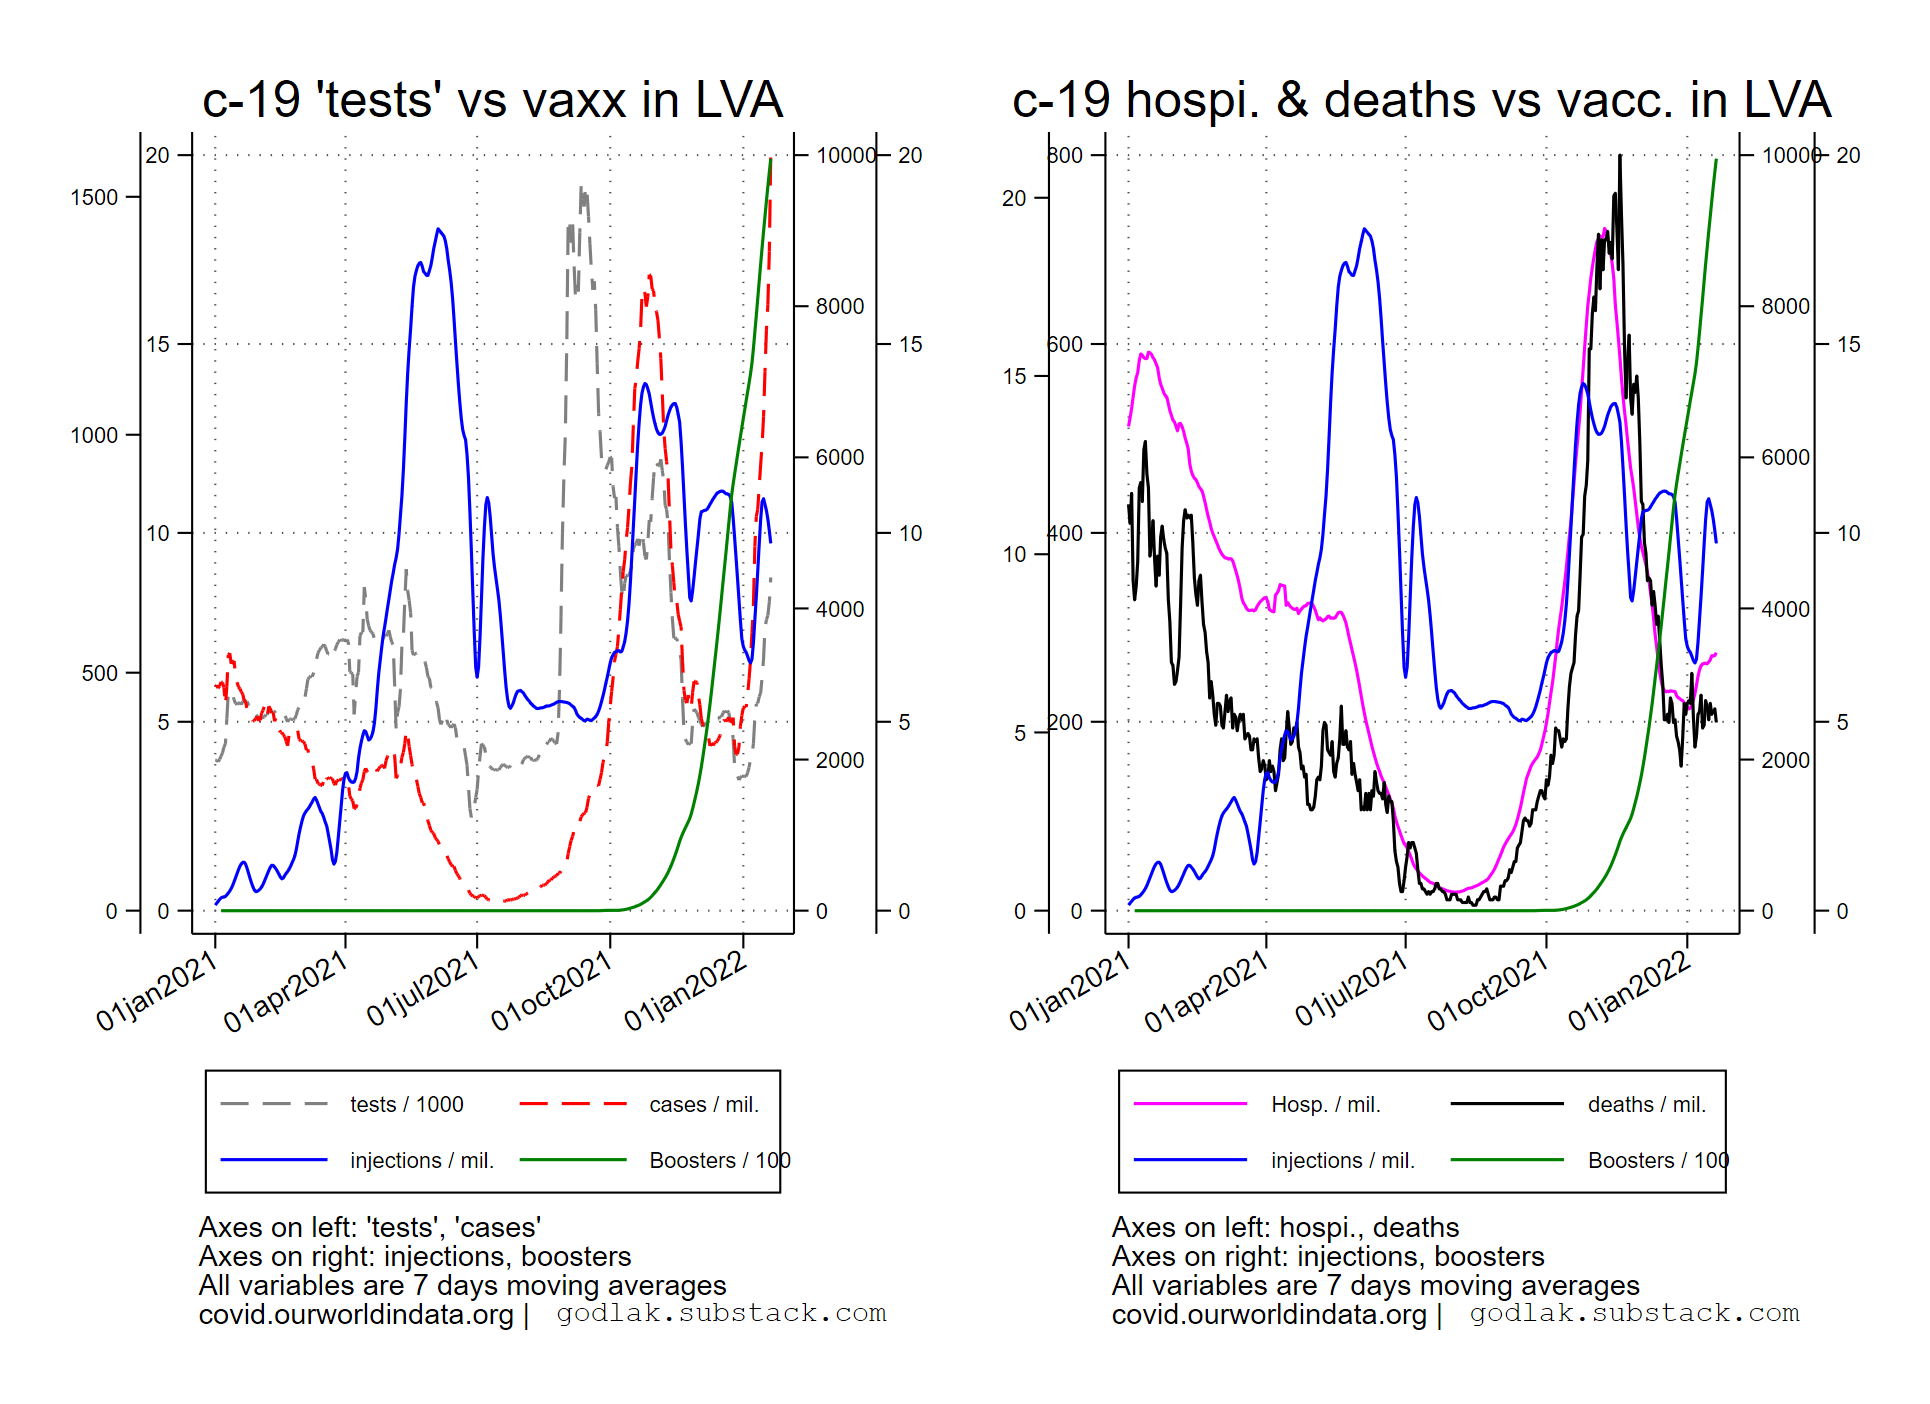 c-19 'tests' vs vaxx in LVA
20
1500
15
1000
10
500
5
0
0
10000
20
8000
15
6000
10
4000
5
2000
0
0
01jan2021
01apr2021
01jul2021
01oct2021
01jan2022
tests / 1000
cases / mil.
injections / mil.
Boosters / 100
Axes on left: 'tests', 'cases'
Axes on right: injections, boosters
All variables are 7 days moving averages
covid.ourworldindata.org | godlak.substack.com
c-19 hospi. & deaths vs vacc. in LVA
800
20
600
15
400
10
200
5
0
0
10000
20
8000
15
6000
10
4000
5
2000
0
0
01jan2021
01apr2021
01jul2021
01oct2021
01jan2022
Hosp. / mil.
deaths / mil.
injections / mil.
Boosters / 100
Axes on left: hospi., deaths
Axes on right: injections, boosters
All variables are 7 days moving averages
covid.ourworldindata.org | godlak.substack.com